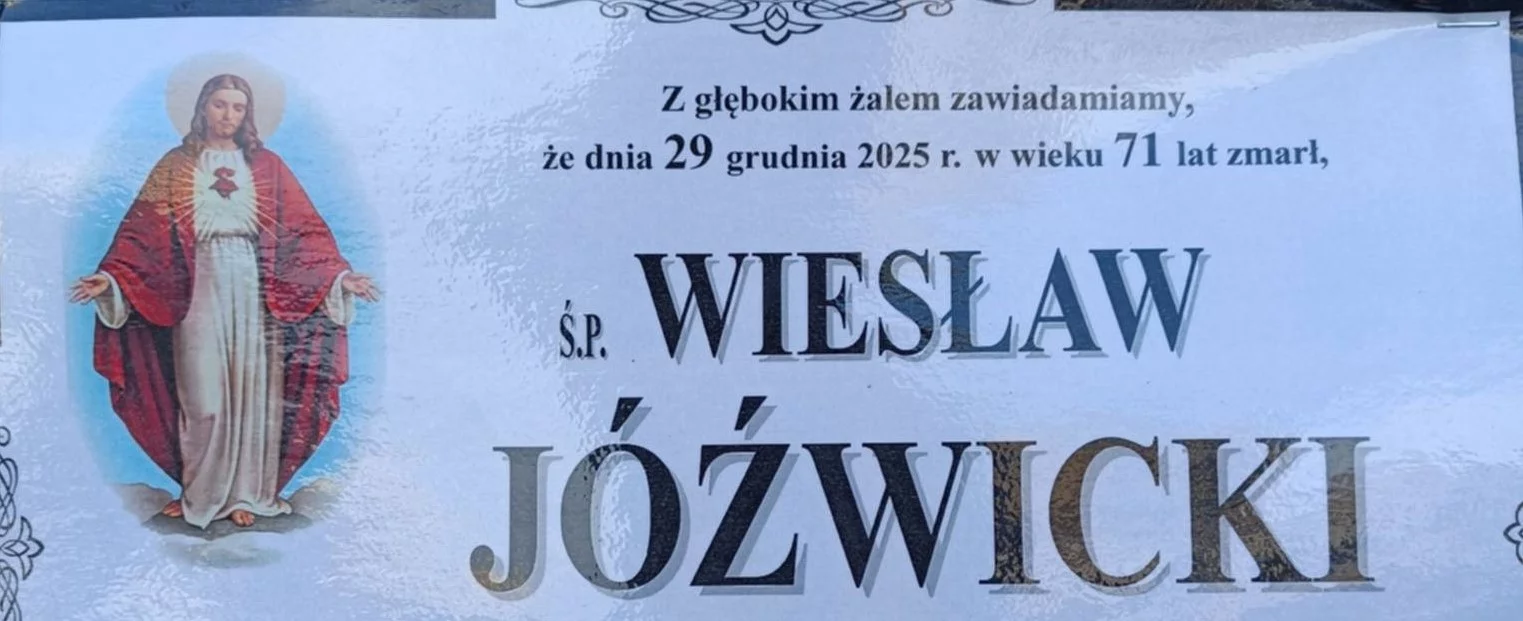 Z głębokim żalem zawiadamiamy,
że dnia 29 grudnia 2025 r. w wieku 71 lat zmarł,
Ś.P. WIESŁAW
JÓŹWICKI